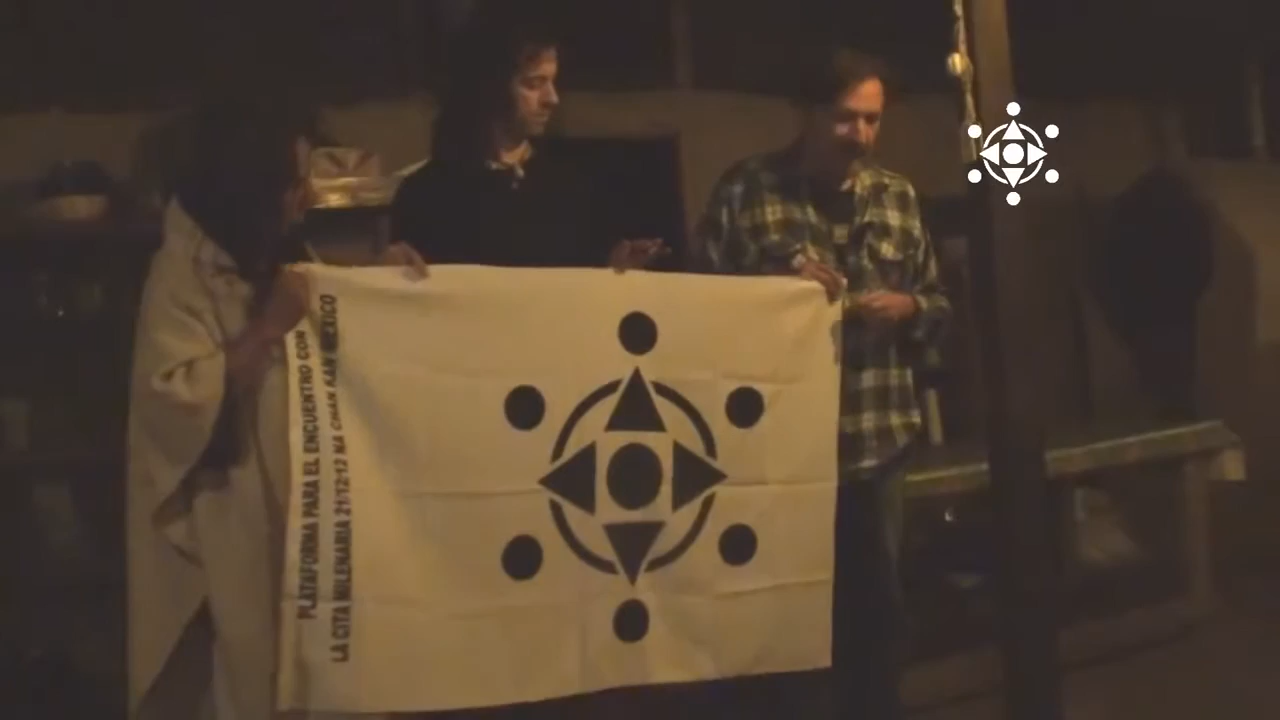 PLATAFORMA PARA EL ENCUENTRO CON
LA CITA MILENARIA 21/12/12 NA CHAN KAN MEXICO